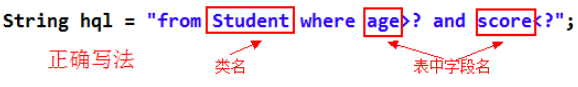 String hql = "from Student where age>? and score<?";
正确写法
类名
表中字段名